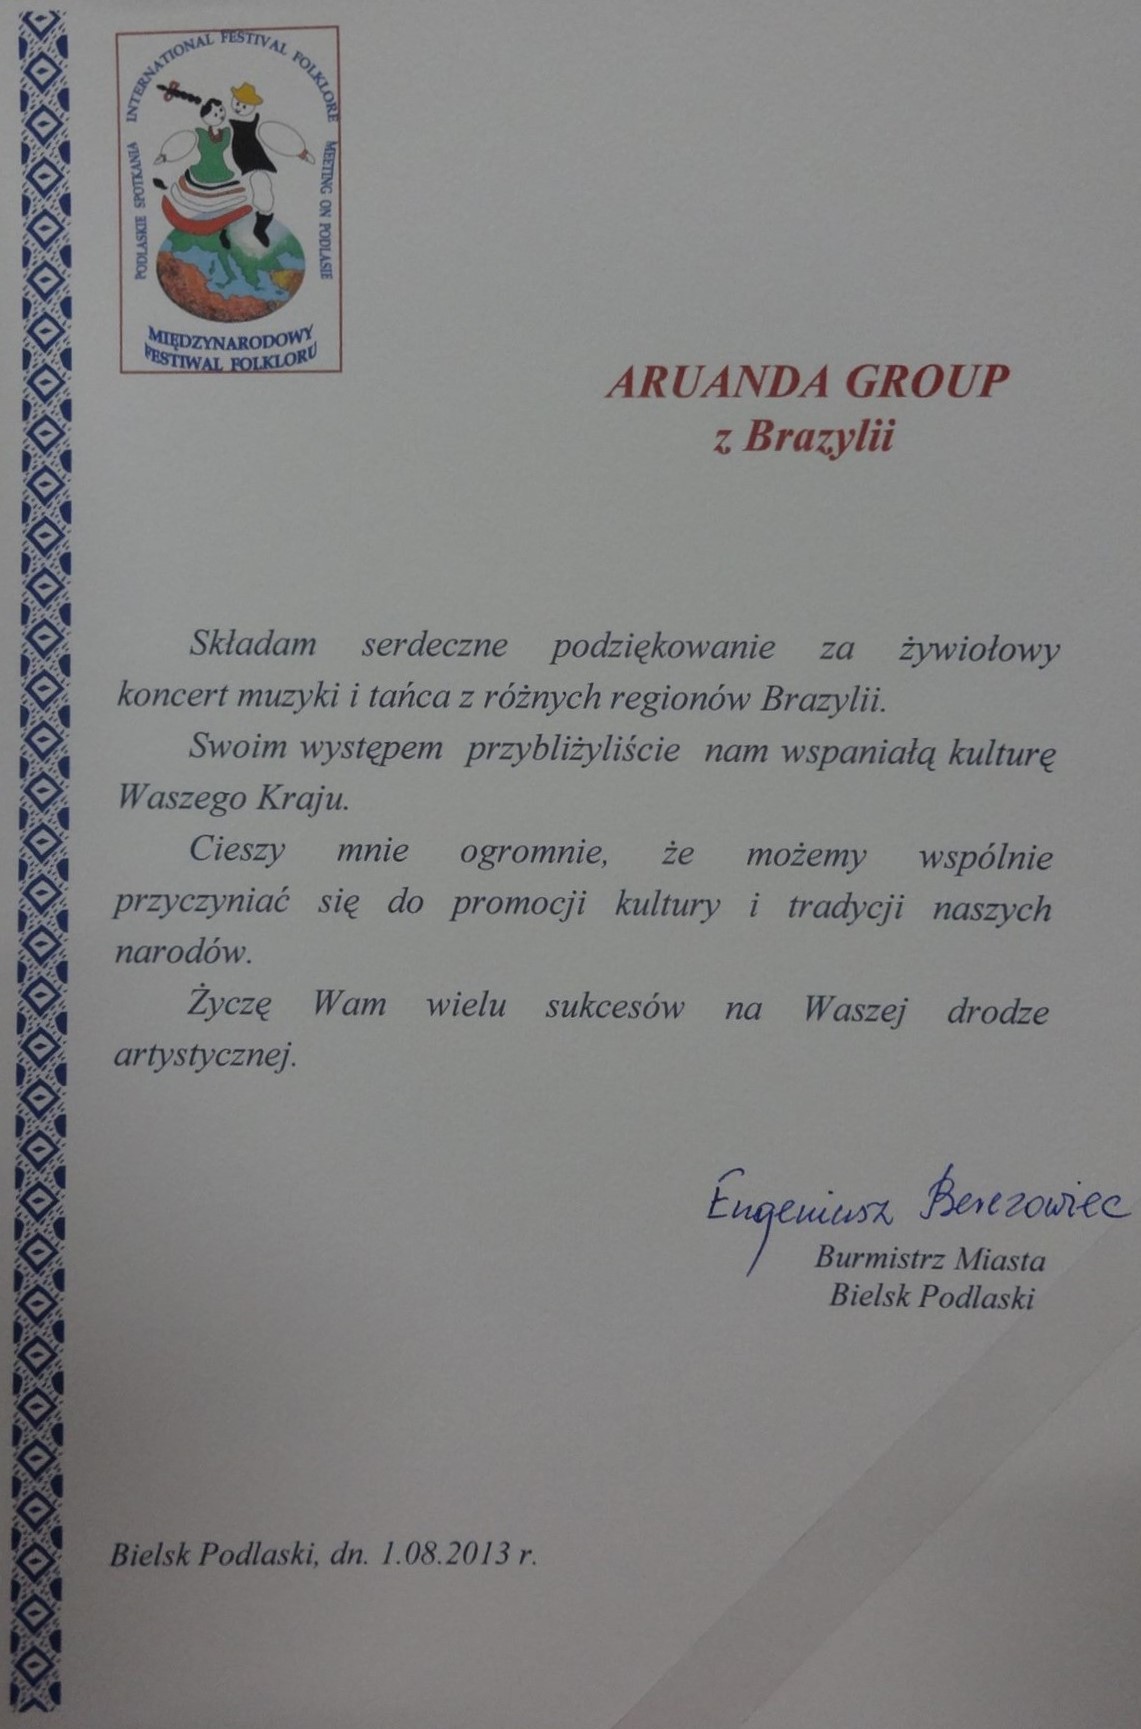 INTERNATIONAL FESTIVAL FOLKLORE
PODLASKIE SPOTKANIA
MEETING ON PODLASIE
MIĘDZYNARODOWY
FESTIWAL FOLKLORU
ARUANDA GROUP
z Brazylii
Składam serdeczne podziękowanie za żywiołowy
koncert muzyki i tańca z różnych regionów Brazylii.
Swoim występem przybliżyliście nam wspaniałą kulturę
Waszego Kraju.
Cieszy mnie ogromnie, że możemy wspólnie
przyczyniać się do promocji kultury i tradycji naszych
narodów.
Życzę Wam wielu sukcesów na Waszej drodze
artystycznej.
Eugeniusz Berezowiec
Burmistrz Miasta
Bielsk Podlaski
Bielsk Podlaski, dn. 1.08.2013 r.